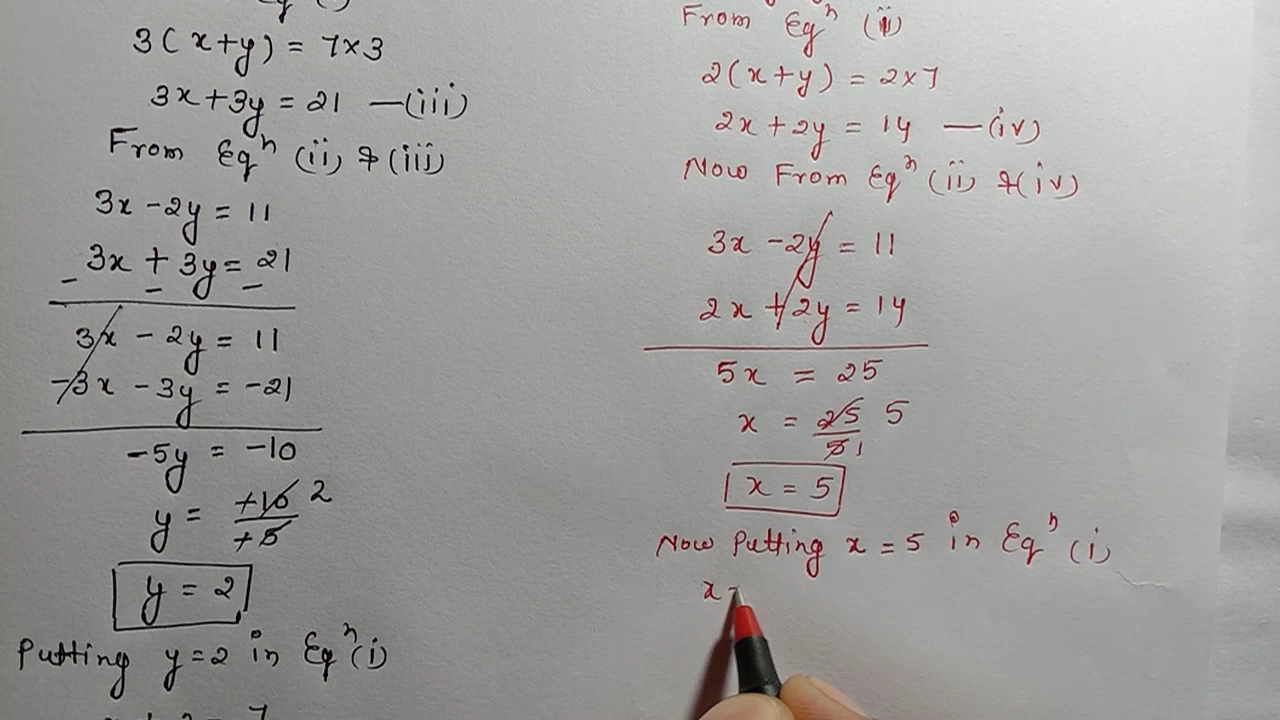 3(x+y) = 7×3
3x+3y = 21 —(iii)
From Eqⁿ (ii) & (iii)
3x - 2y = 11
3x + 3y = 21
- - -
3x - 2y = 11
-3x - 3y = -21
-5y = -10
y = +10/+5 2
y = 2
Putting y=2 in Eqⁿ(i)
From Eqⁿ (ii)
2(x+y) = 2×7
2x + 2y = 14 —(iv)
Now From Eqⁿ (ii) &(iv)
3x - 2y = 11
2x + 2y = 14
5x = 25
x = 25/5 5 1
x = 5
Now Putting x=5 in Eqⁿ (i)
x